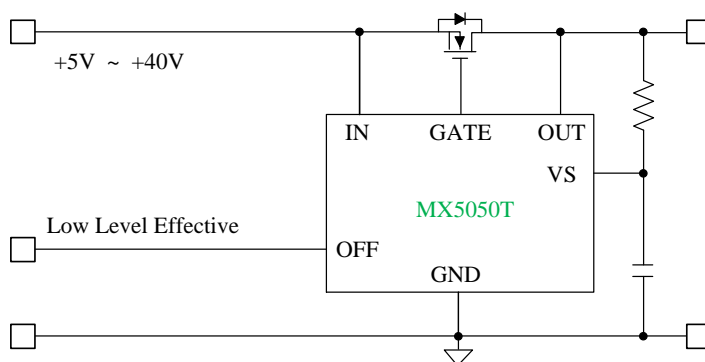 +5V ~ +40V
IN GATE OUT
VS
MX5050T
Low Level Effective
OFF
GND